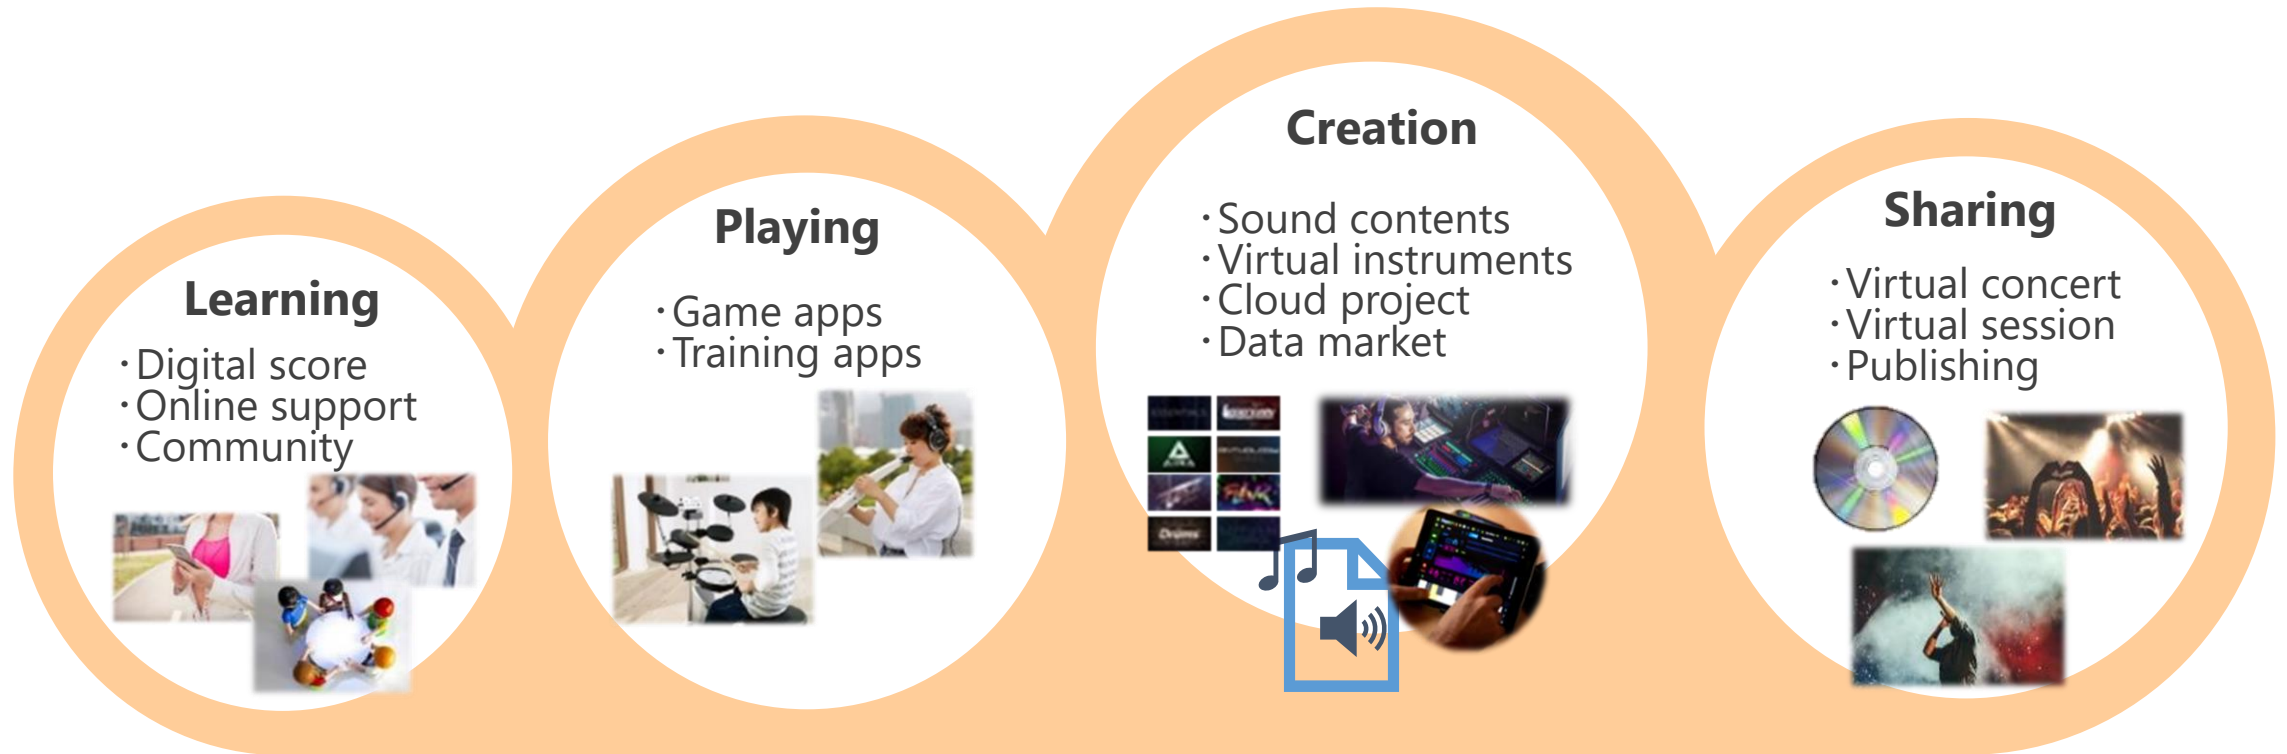 Learning
・Digital score
・Online support
・Community
Playing
・Game apps
・Training apps
Creation
・Sound contents
・Virtual instruments
・Cloud project
・Data market
Drums
Sharing
・Virtual concert
・Virtual session
・Publishing